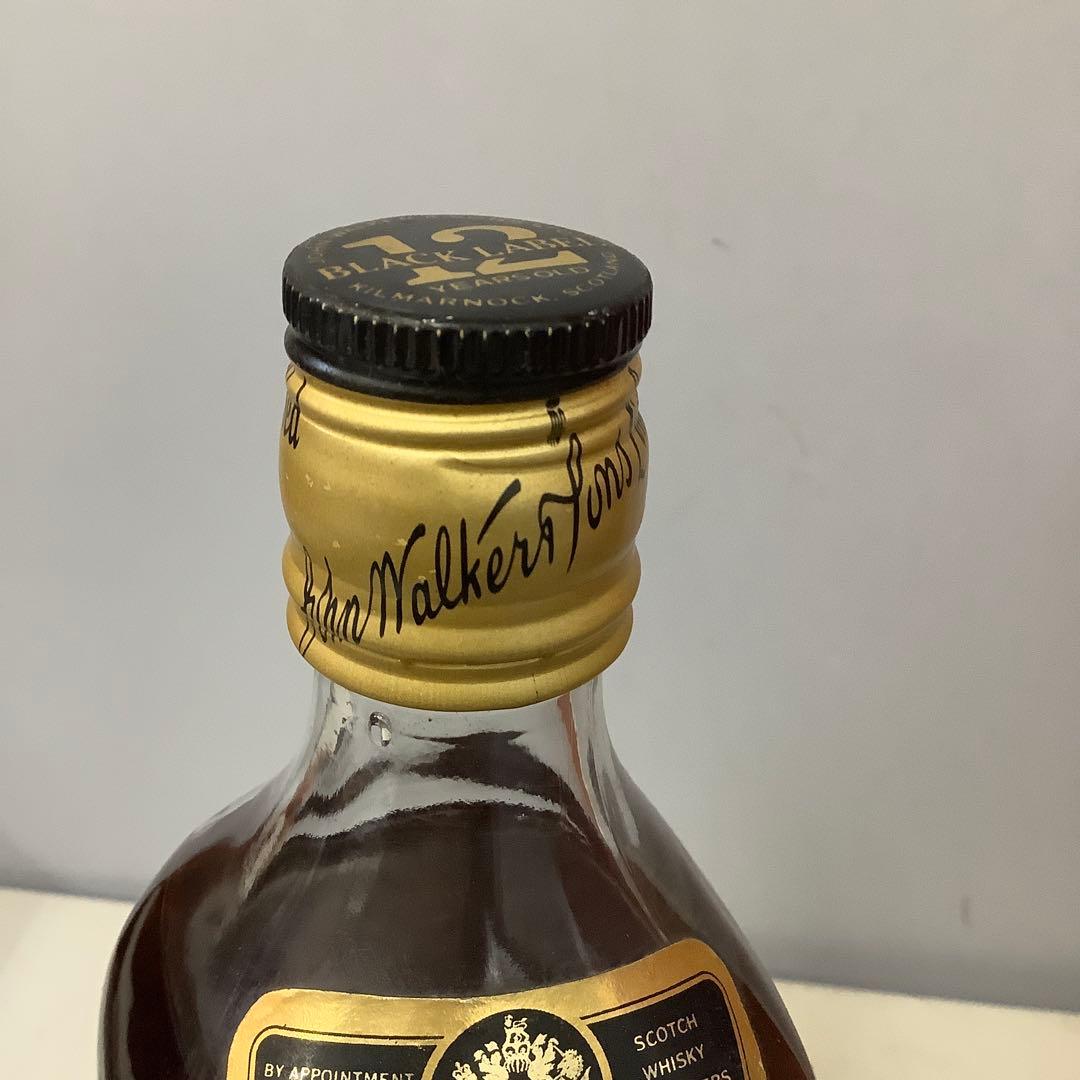 12
BLACK LABEL
YEARS OLD
KILMARNOCK, SCOTLAND
John Walker & Sons
BY APPOINTMENT
SCOTCH
WHISKY